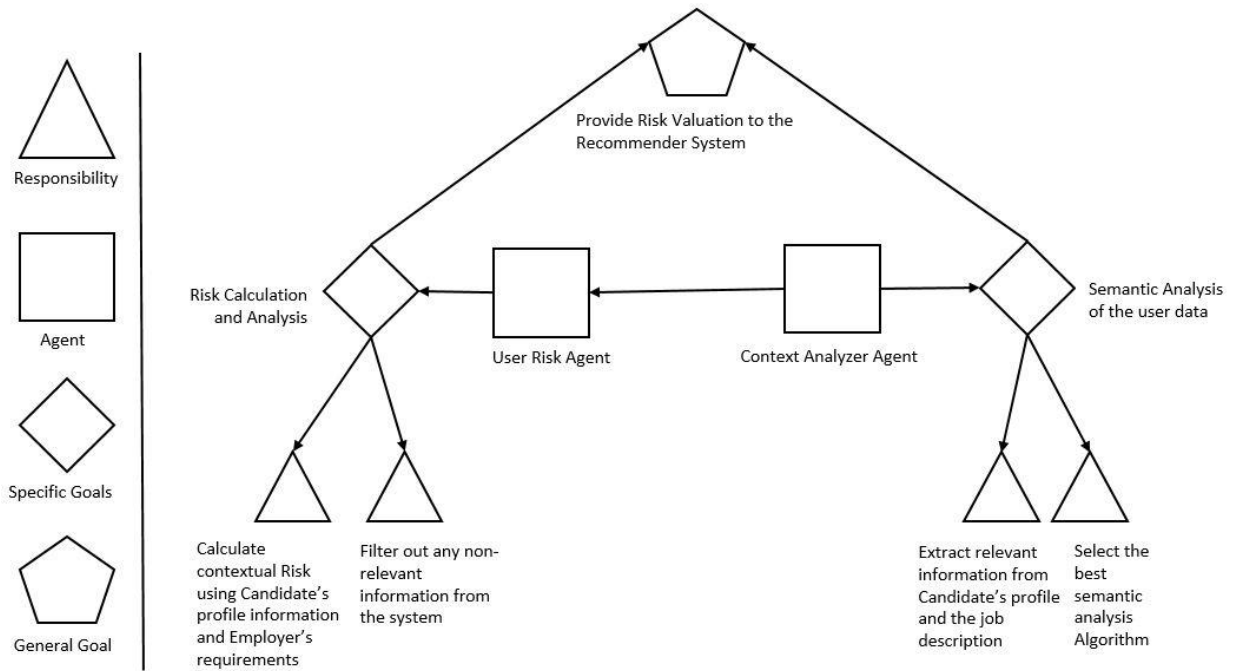 Responsibility
Agent
Specific Goals
General Goal
Provide Risk Valuation to the
Recommender System
Risk Calculation
and Analysis
User Risk Agent
Context Analyzer Agent
Semantic Analysis
of the user data
Calculate
contextual Risk
using Candidate's
profile information
and Employer's
requirements
Filter out any non-
relevant
information from
the system
Extract relevant
information from
Candidate's profile
and the job
description
Select the
best
semantic
analysis
Algorithm